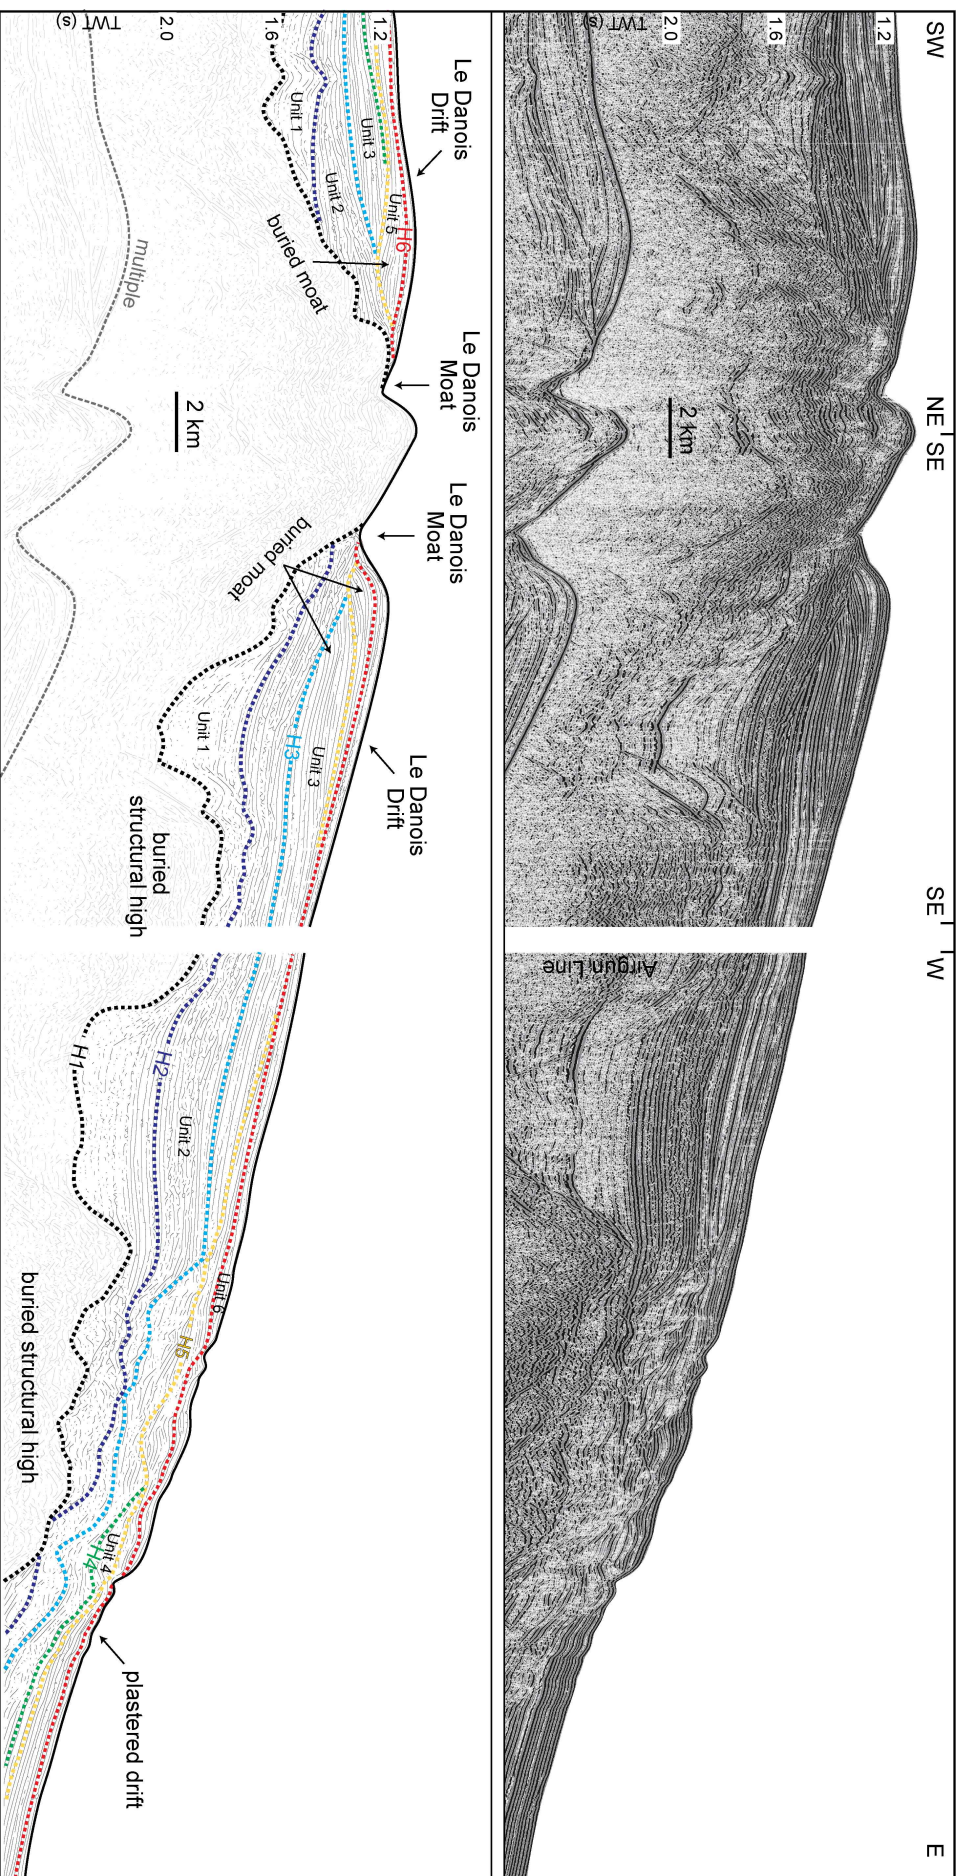 SW
NE
SE
SE
W
E
1.2
1.6
2.0
TWT (s)
2 km
Airgun Line
1.2
1.6
2.0
TWT (s)
Le Danois
Drift
Le Danois
Moat
Le Danois
Moat
Le Danois
Drift
H6
Unit 5
Unit 3
Unit 2
Unit 1
buried moat
multiple
2 km
buried moat
Unit 3
H3
Unit 1
buried
structural high
H1
H2
Unit 2
Unit 6
H5
Unit 4
H4
buried structural high
plastered drift